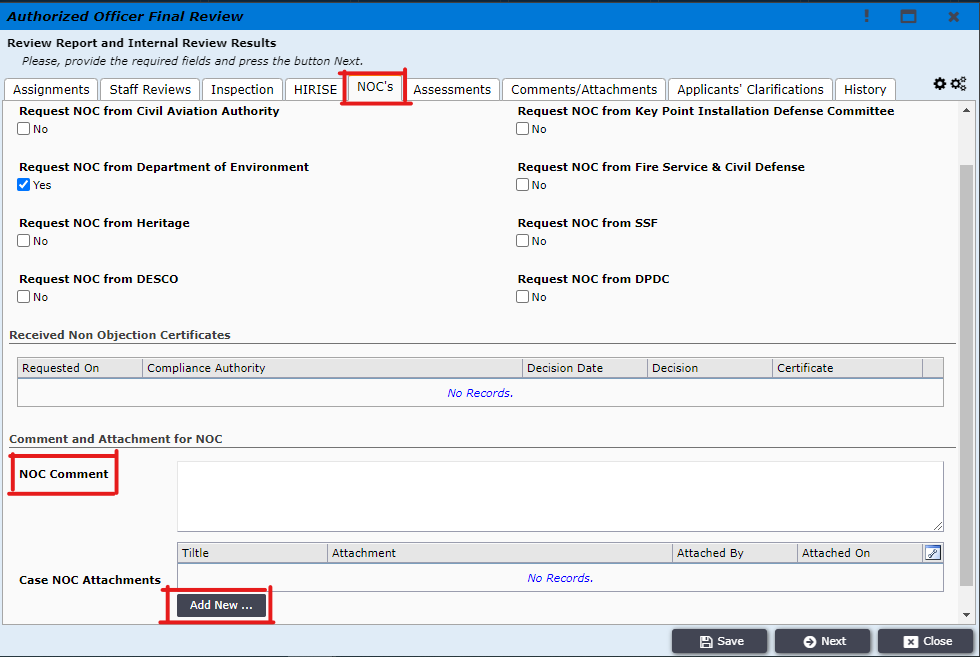 Authorized Officer Final Review
Review Report and Internal Review Results
Please, provide the required fields and press the button Next.
Assignments Staff Reviews Inspection HIRISE NOC's Assessments Comments/Attachments Applicants' Clarifications History
Request NOC from Civil Aviation Authority Request NOC from Key Point Installation Defense Committee
No No
Request NOC from Department of Environment Request NOC from Fire Service & Civil Defense
Yes No
Request NOC from Heritage Request NOC from SSF
No No
Request NOC from DESCO Request NOC from DPDC
No No
Received Non Objection Certificates
Requested On Compliance Authority Decision Date Decision Certificate
No Records.
Comment and Attachment for NOC
NOC Comment
Tiltle Attachment Attached By Attached On
No Records.
Case NOC Attachments
Add New ...
Save Next Close